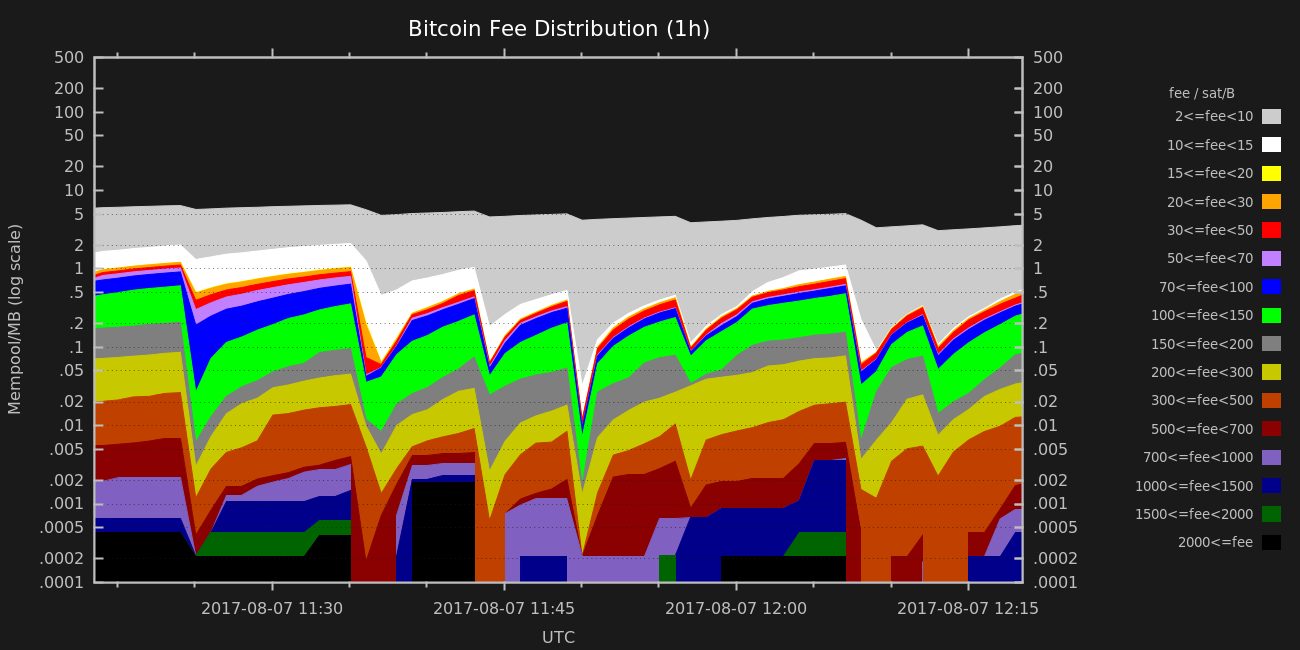 Bitcoin Fee Distribution (1h)
500 500
200 200
100 100
50 50
20 20
10 10
5 5
2 2
1 1
.5 .5
.2 .2
.1 .1
.05 .05
.02 .02
.01 .01
.005 .005
.002 .002
.001 .001
.0005 .0005
.0002 .0002
.0001 .0001
Mempool/MB (log scale)
2017-08-07 11:30 2017-08-07 11:45 2017-08-07 12:00 2017-08-07 12:15
UTC
fee / sat/B
2<=fee<10
10<=fee<15
15<=fee<20
20<=fee<30
30<=fee<50
50<=fee<70
70<=fee<100
100<=fee<150
150<=fee<200
200<=fee<300
300<=fee<500
500<=fee<700
700<=fee<1000
1000<=fee<1500
1500<=fee<2000
2000<=fee